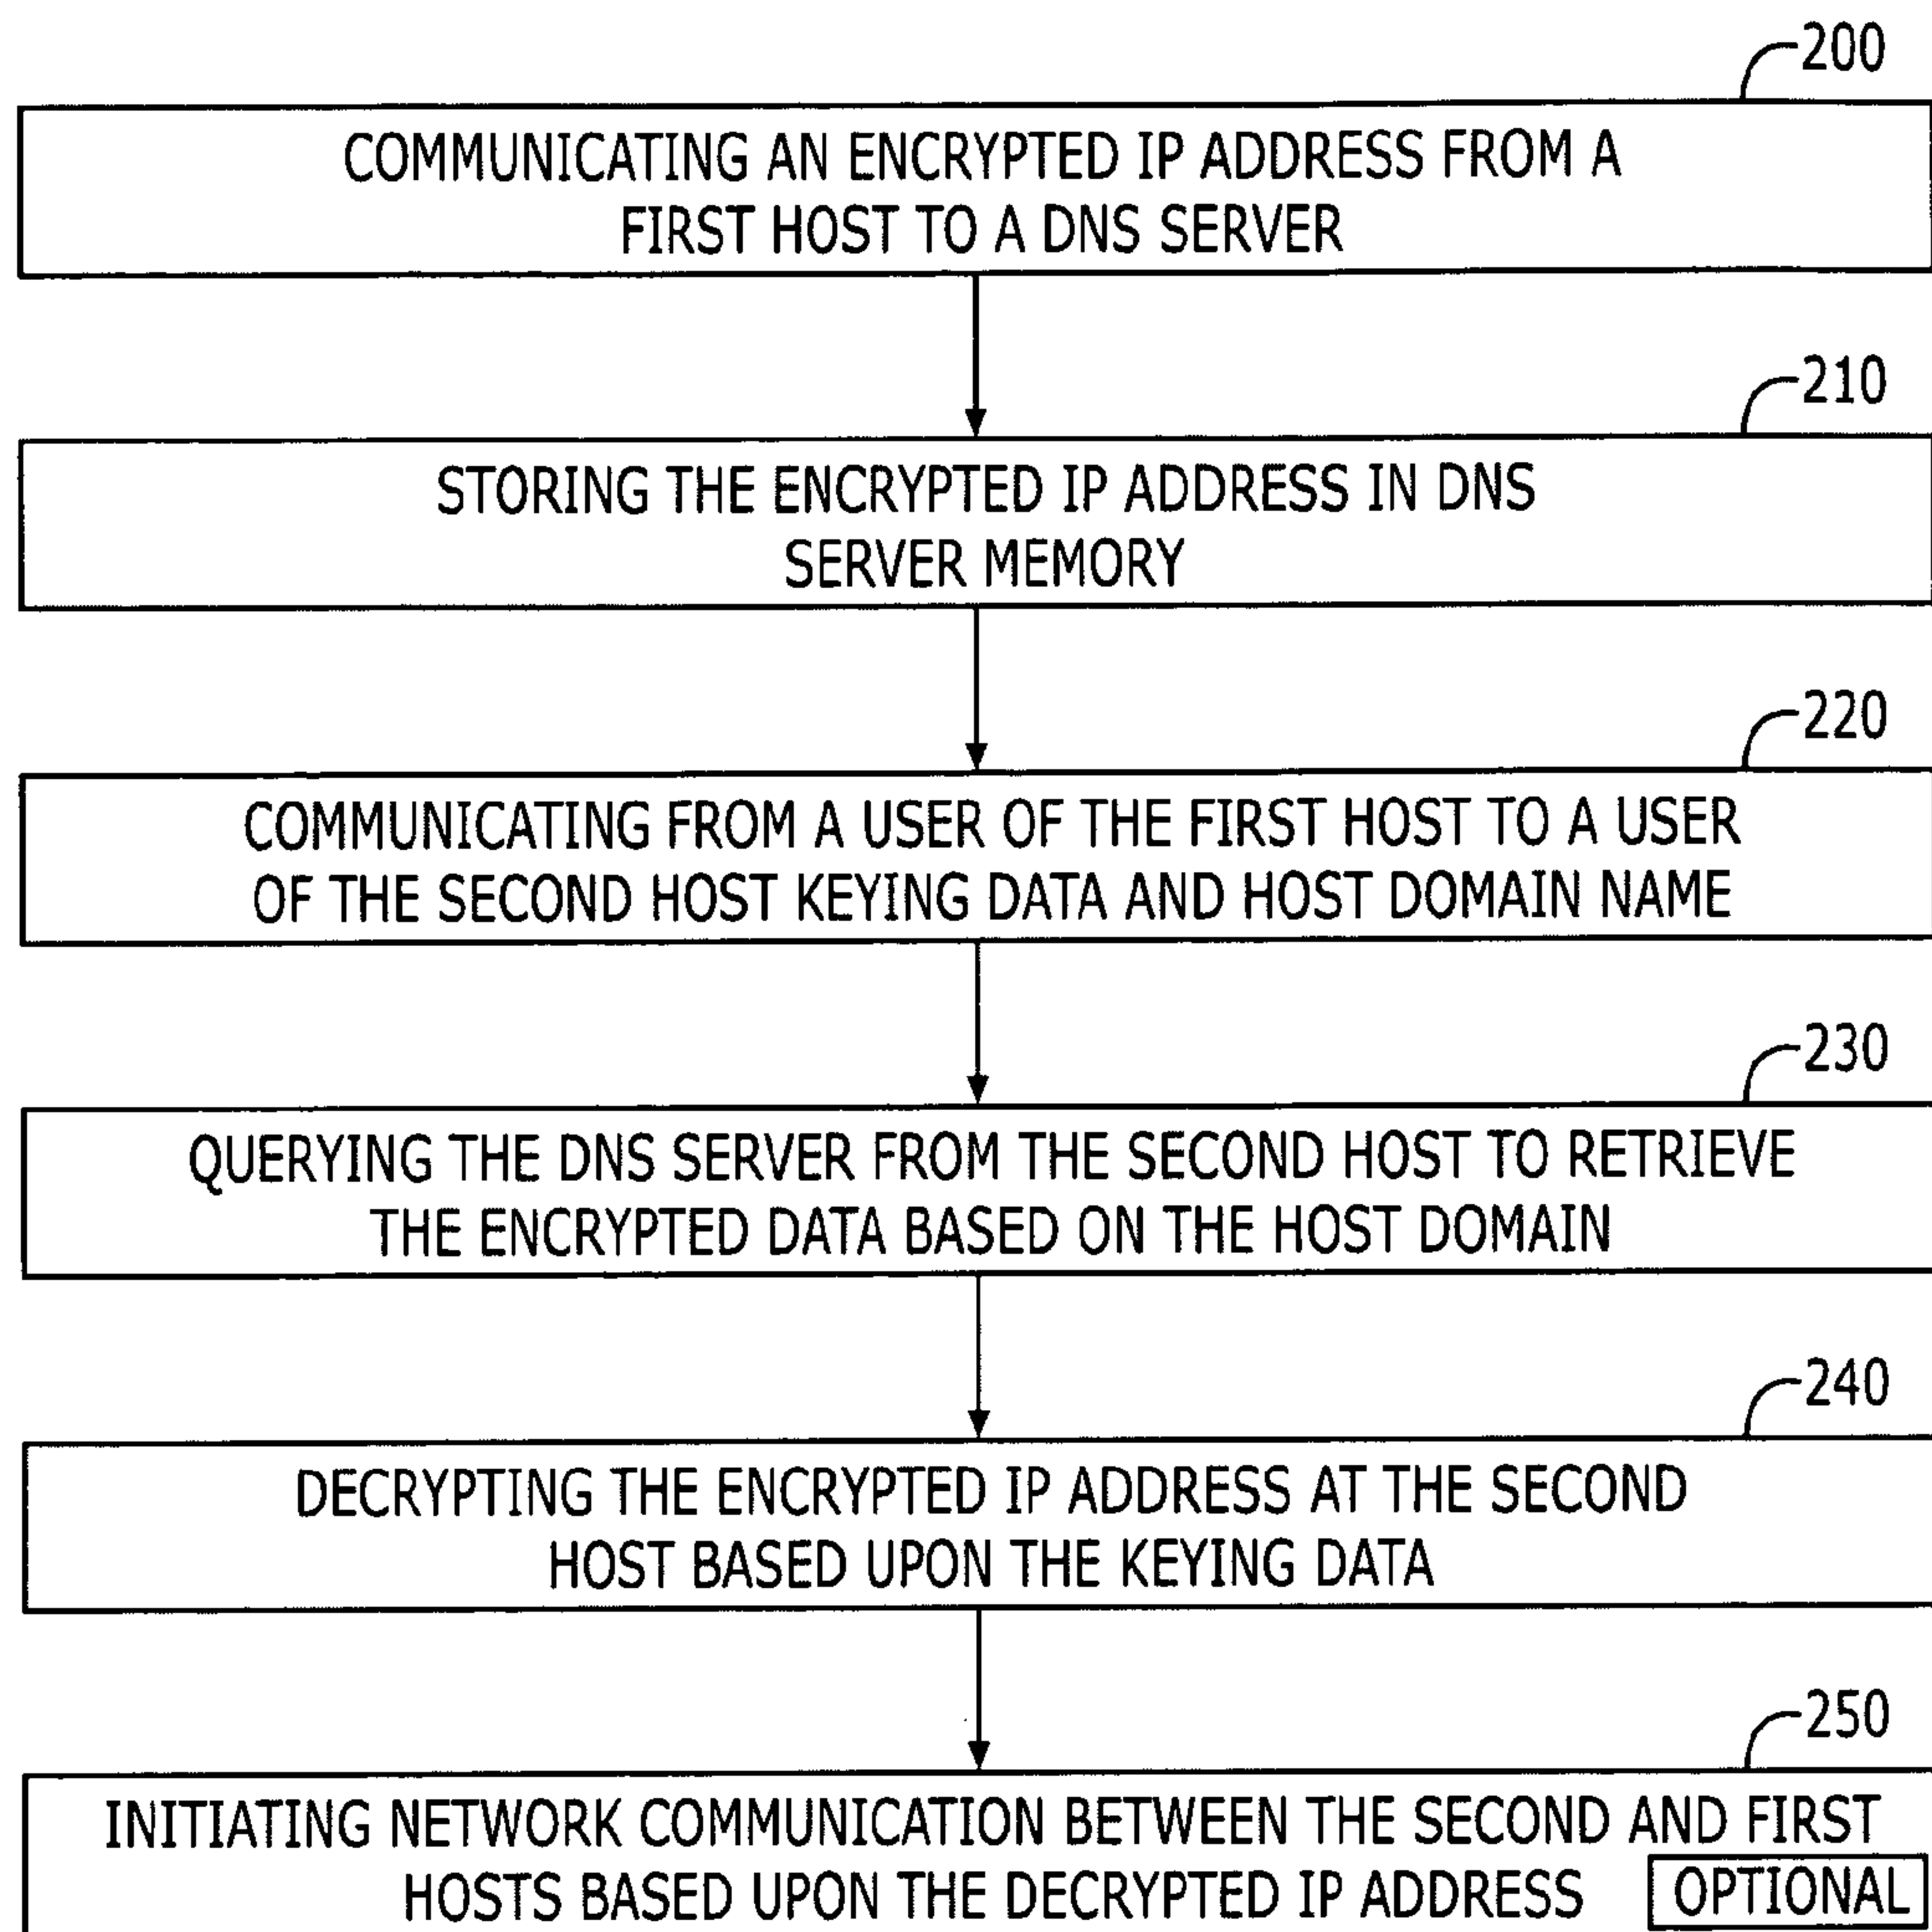 200
COMMUNICATING AN ENCRYPTED IP ADDRESS FROM A
FIRST HOST TO A DNS SERVER
210
STORING THE ENCRYPTED IP ADDRESS IN DNS
SERVER MEMORY
220
COMMUNICATING FROM A USER OF THE FIRST HOST TO A USER
OF THE SECOND HOST KEYING DATA AND HOST DOMAIN NAME
230
QUERYING THE DNS SERVER FROM THE SECOND HOST TO RETRIEVE
THE ENCRYPTED DATA BASED ON THE HOST DOMAIN
240
DECRYPTING THE ENCRYPTED IP ADDRESS AT THE SECOND
HOST BASED UPON THE KEYING DATA
250
INITIATING NETWORK COMMUNICATION BETWEEN THE SECOND AND FIRST
HOSTS BASED UPON THE DECRYPTED IP ADDRESS OPTIONAL